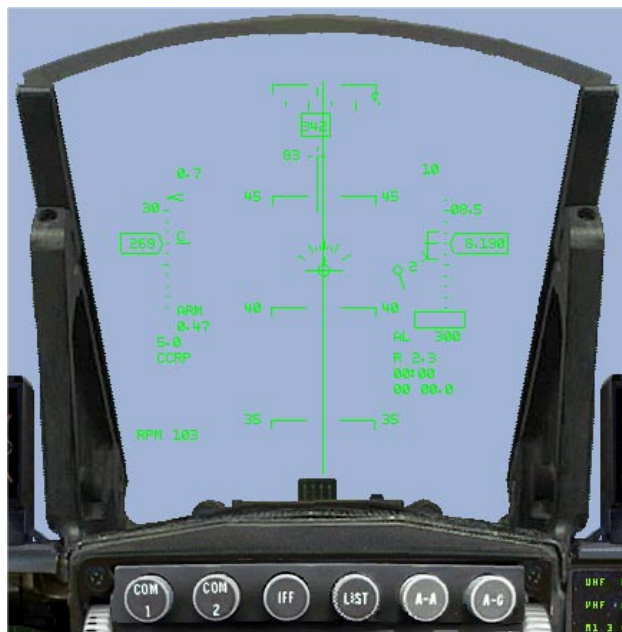 342
83
0.7
10
45 45
30
08.5
269
C
8.190
2
40 40
ARM
0.47
5.0
CCRP
AL 300
R 2.3
00:00
00 00.0
35 35
RPM 103
COM
1
COM
2
IFF
LIST
A-A
A-G
UHF
VHF
M1 3